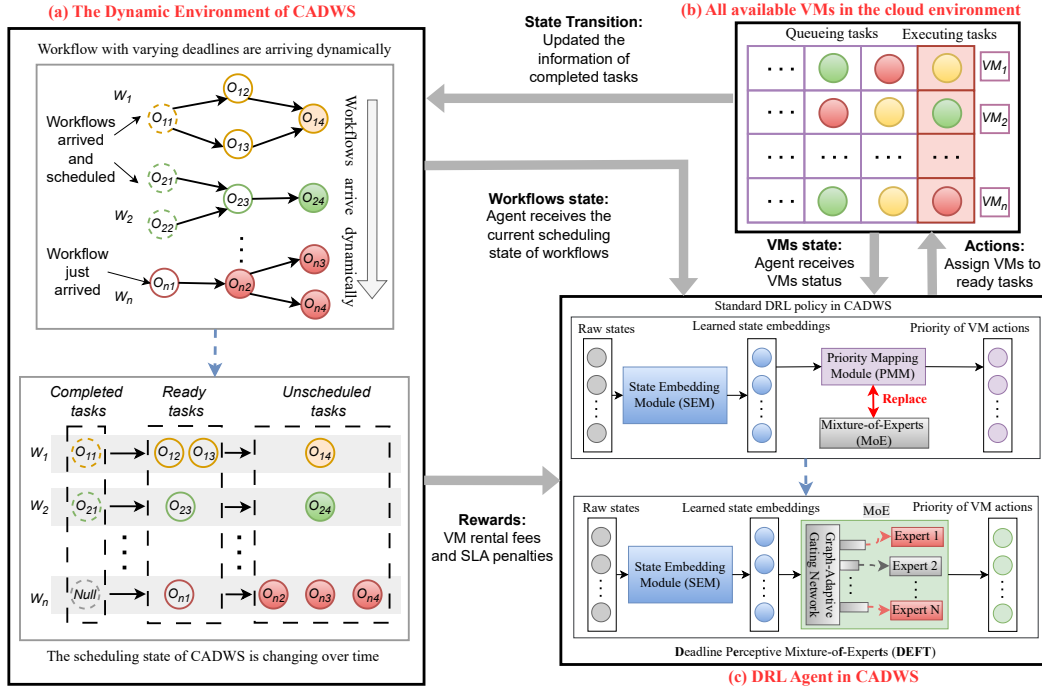 (a) The Dynamic Environment of CADWS
Workflow with varying deadlines are arriving dynamically
W1
O11
O12
O13
O14
Workflows
arrived
and
scheduled
O21
O22
O23
O24
W2
Workflow
just
arrived
Wn
On1
On2
On3
On4
Workflows arrive dynamically
Completed
tasks
Ready
tasks
Unscheduled
tasks
W1
O11
O12
O13
O14
W2
O21
O23
O24
Wn
Null
On1
On2
On3
On4
The scheduling state of CADWS is changing over time
State Transition:
Updated the
information of
completed tasks
Workflows state:
Agent receives the
current scheduling
state of workflows
Rewards:
VM rental fees
and SLA penalties
(b) All available VMs in the cloud environment
Queueing tasks
Executing tasks
VM1
VM2
VMn
VMs state:
Agent receives
VMs status
Actions:
Assign VMs to
ready tasks
Standard DRL policy in CADWS
Raw states
Learned state embeddings
Priority of VM actions
State Embedding
Module (SEM)
Priority Mapping
Module (PMM)
Replace
Mixture-of-Experts
(MoE)
Raw states
Learned state embeddings
MoE
Priority of VM actions
State Embedding
Module (SEM)
Graph-Adaptive
Gating Network
Expert 1
Expert 2
Expert N
Deadline Perceptive Mixture-of-Experts (DEFT)
(c) DRL Agent in CADWS